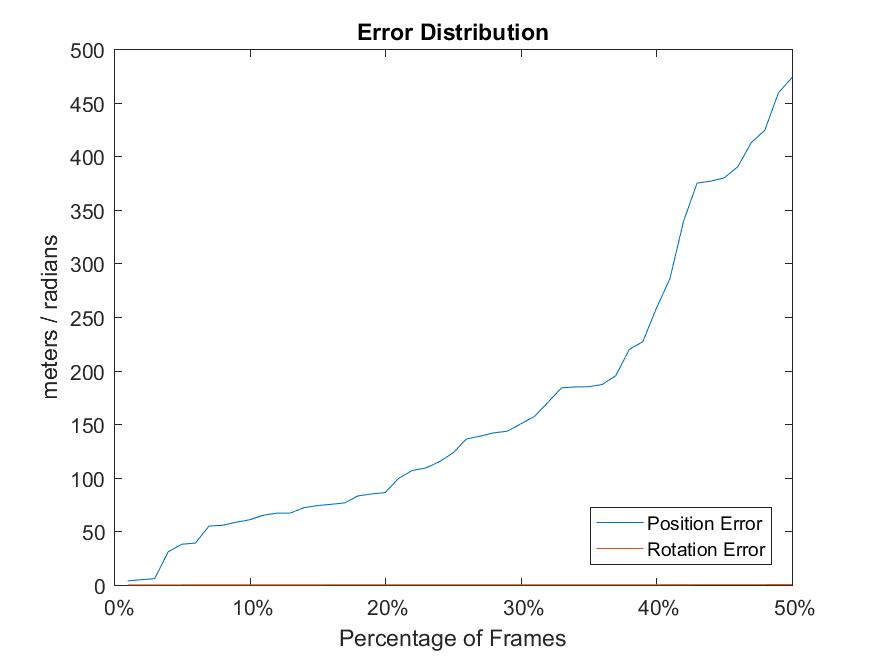 Error Distribution
500
450
400
350
300
250
200
150
100
50
0
meters / radians
Position Error
Rotation Error
0% 10% 20% 30% 40% 50%
Percentage of Frames